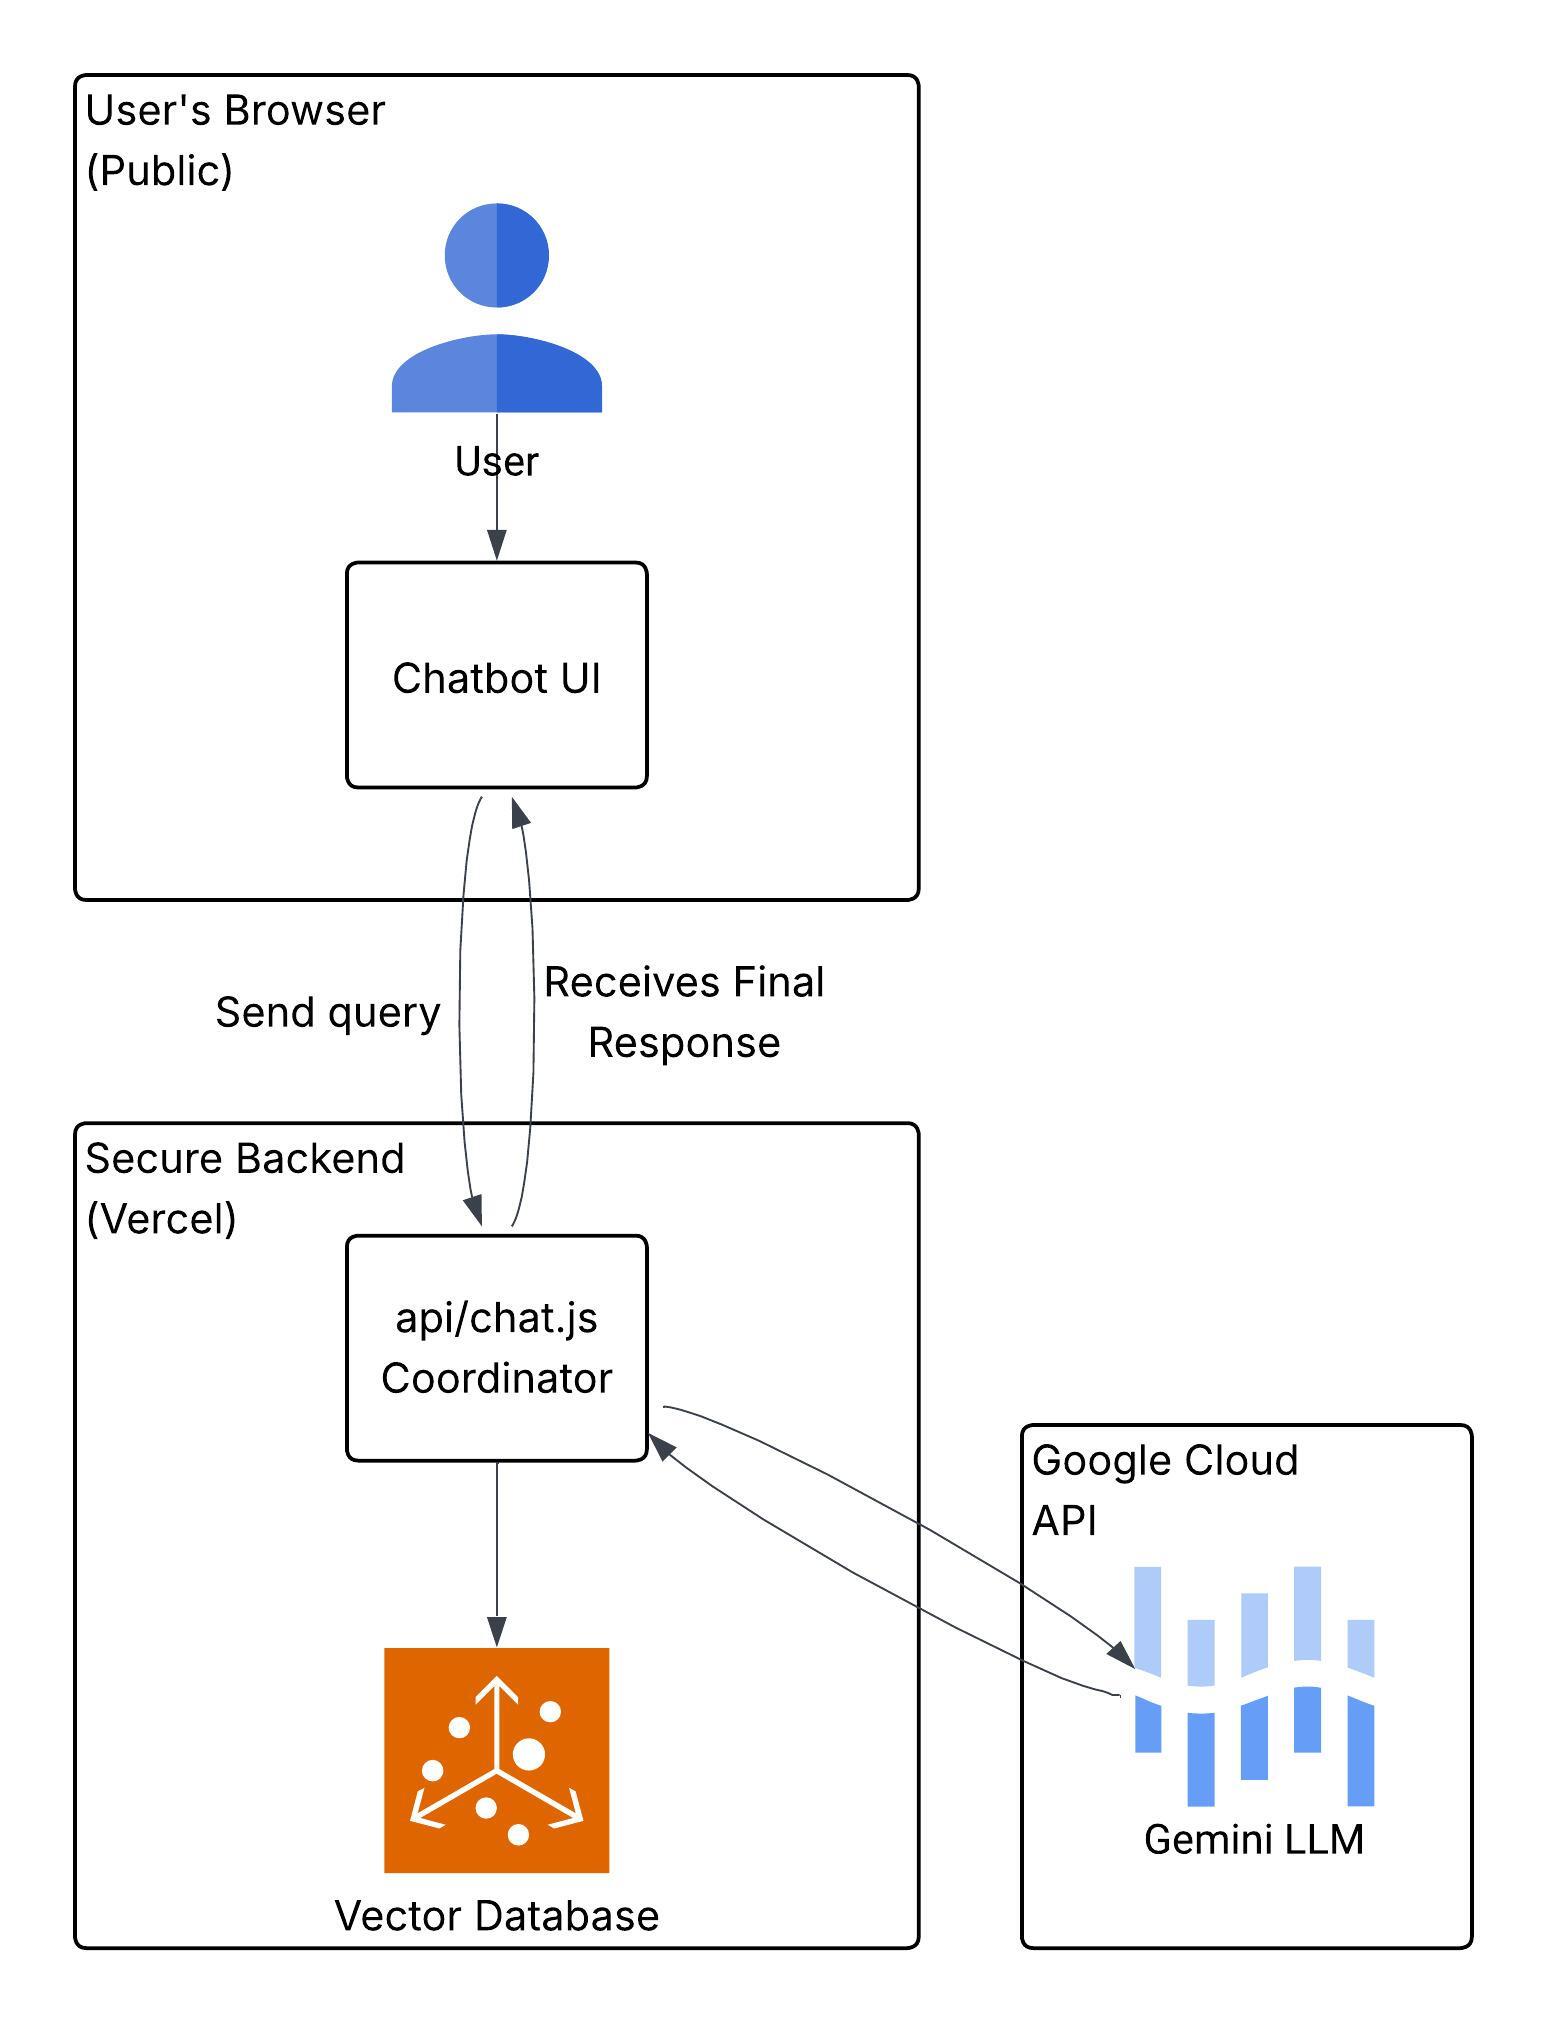 User's Browser
(Public)
User
Chatbot UI
Send query
Receives Final
Response
Secure Backend
(Vercel)
api/chat.js
Coordinator
Google Cloud
API
Gemini LLM
Vector Database